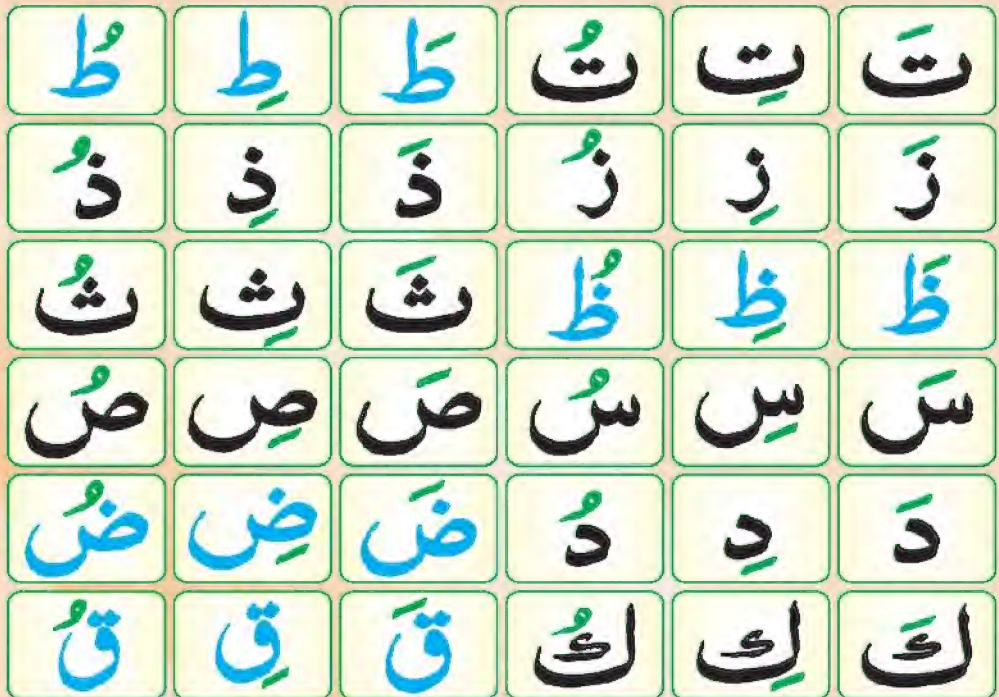 تَ تِ تُ طَ طِ طُ
زَ زِ زُ ذَ ذِ ذُ
ظَ ظِ ظُ ثَ ثِ ثُ
سَ سِ سُ صَ صِ صُ
دَ دِ دُ ضَ ضِ ضُ
كَ كِ كُ قَ قِ قُ